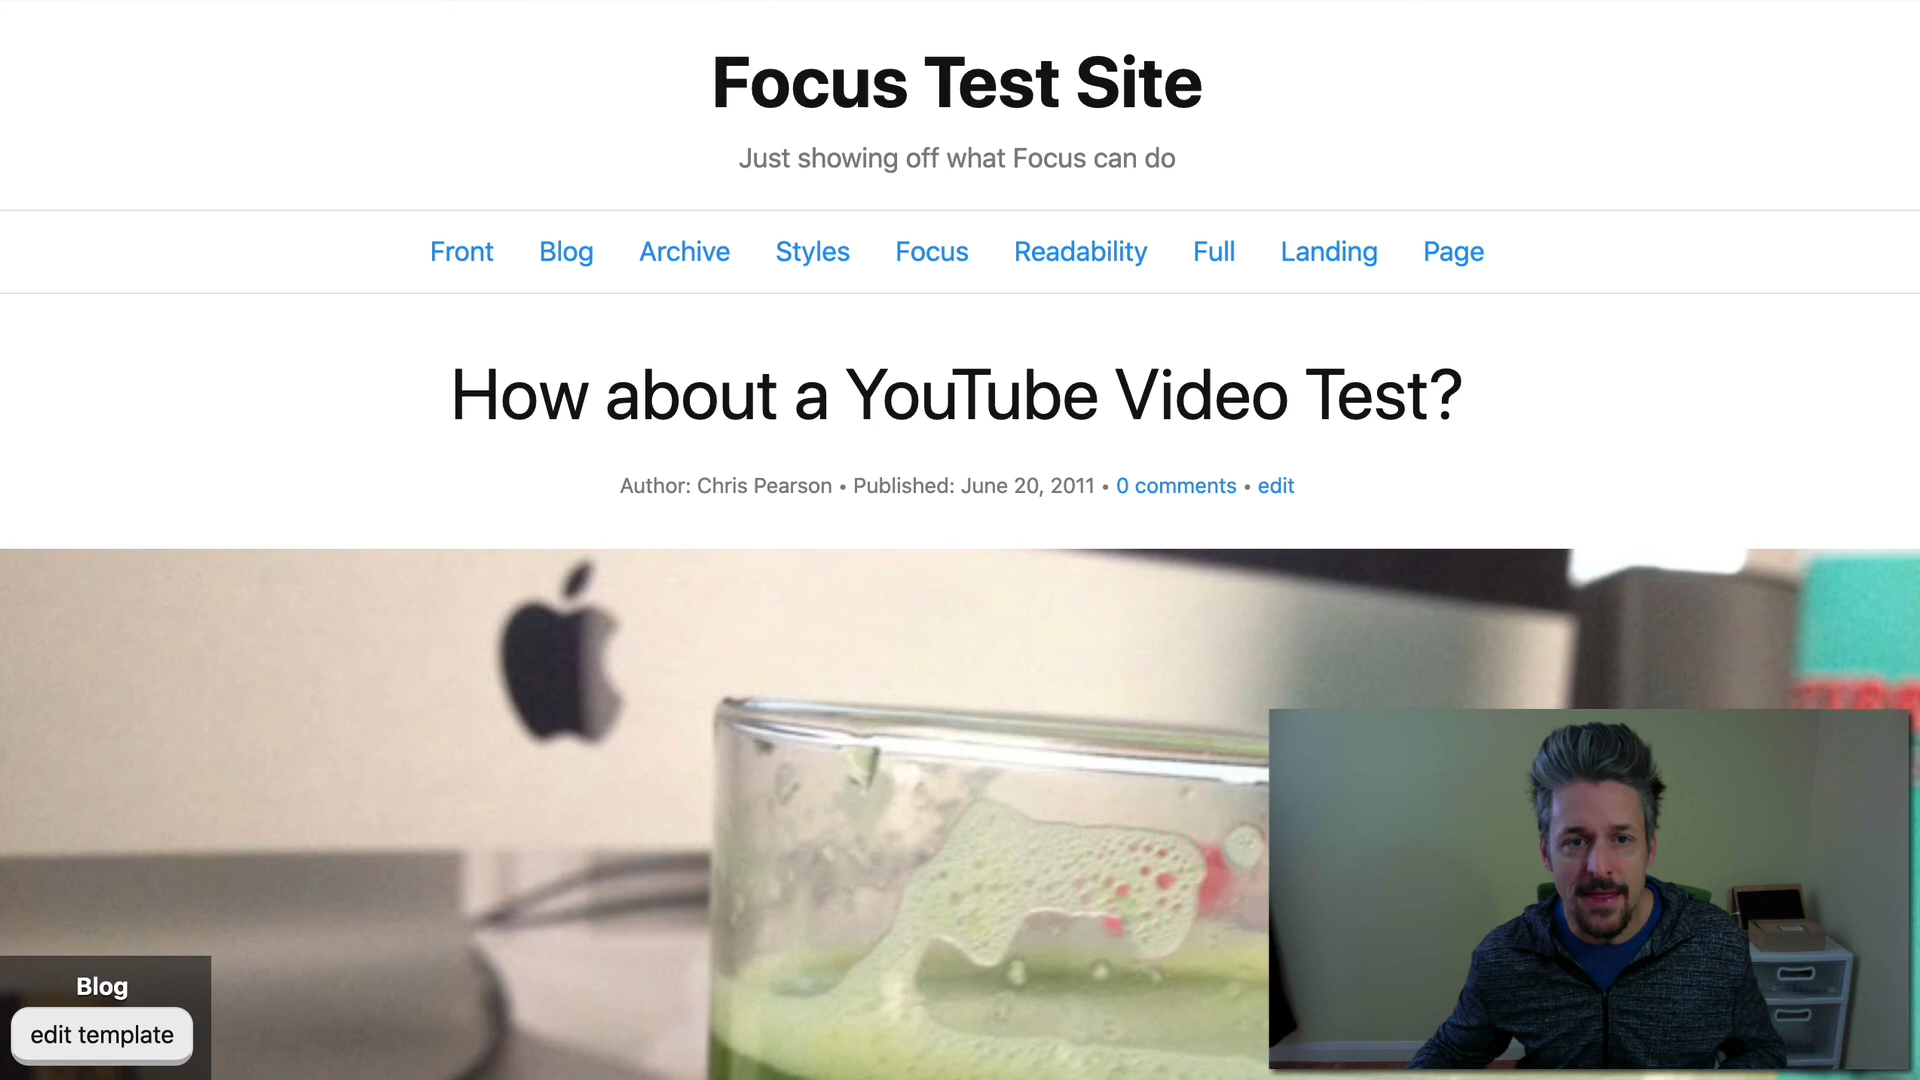 Focus Test Site
Just showing off what Focus can do
Front Blog Archive Styles Focus Readability Full Landing Page
How about a YouTube Video Test?
Author: Chris Pearson • Published: June 20, 2011 • 0 comments • edit
Blog
edit template